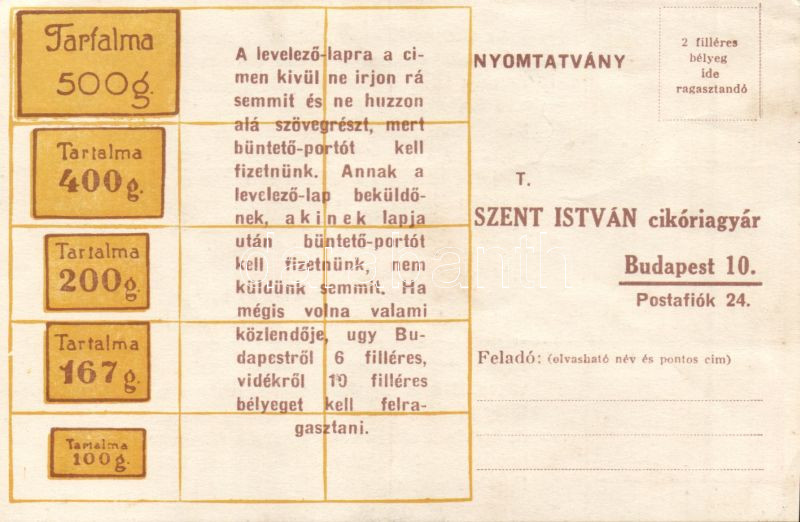 Tartalma
500g.
Tartalma
400g.
Tartalma
200g.
Tartalma
167g.
Tartalma
100g.
A levelező-lapra a ci-
men kivül ne irjon rá
semmit és ne huzzon
alá szövegrészt, mert
büntető-portót kell
fizetnünk. Annak a
levelező-lap beküldő-
nek, akinek lapja
után büntető-portót
kell fizetnünk, nem
küldünk semmit. Ha
mégis volna valami
közlendője, ugy Bu-
dapestről 6 filléres,
vidékről 10 filléres
bélyeget kell felra-
gasztani.
NYOMTATVÁNY
2 filléres
bélyeg
ide
ragasztandó
T.
SZENT ISTVÁN cikóriagyár
Budapest 10.
Postafiók 24.
Feladó: (olvasható név és pontos cim)